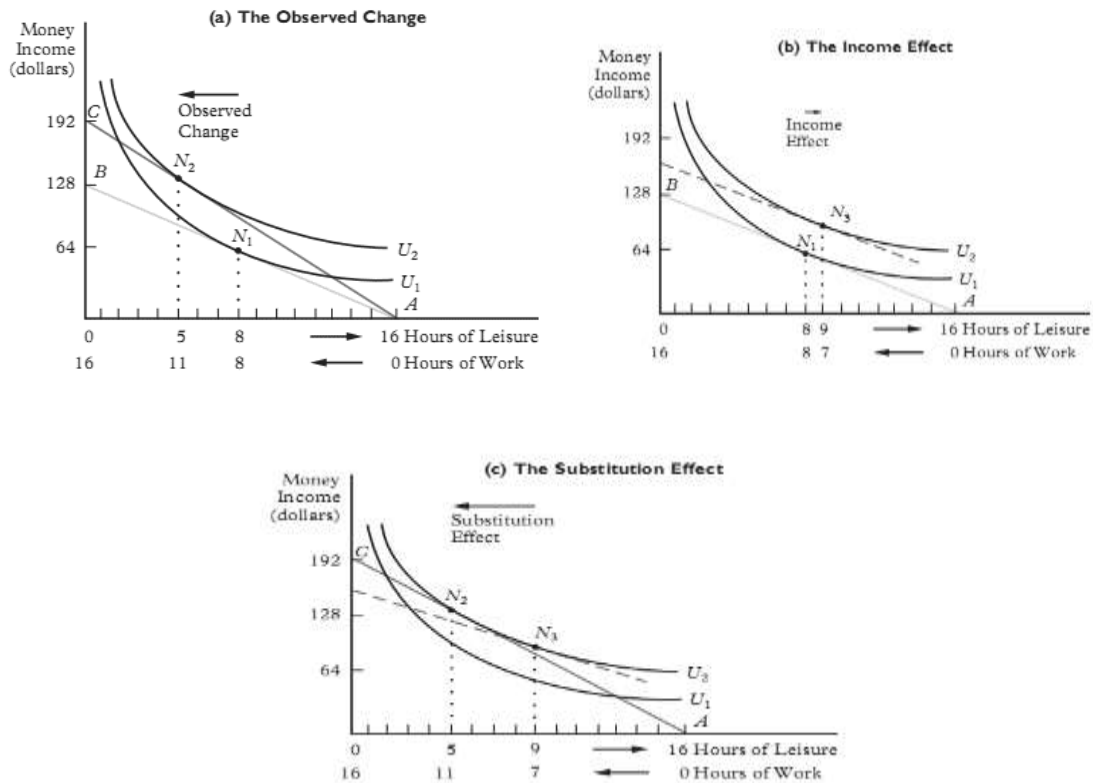 (a) The Observed Change
Money
Income
(dollars)
C
192
Observed
Change
N2
B
128
N1
64
U2
U1
A
0 5 8 16 Hours of Leisure
16 11 8 0 Hours of Work
(b) The Income Effect
Money
Income
(dollars)
192
Income
Effect
B
128
N3
N1
64
U2
U1
A
0 8 9 16 Hours of Leisure
16 8 7 0 Hours of Work
(c) The Substitution Effect
Money
Income
(dollars)
Substitution
Effect
C
192
N2
128
N3
64
U2
U1
A
0 5 9 16 Hours of Leisure
16 11 7 0 Hours of Work